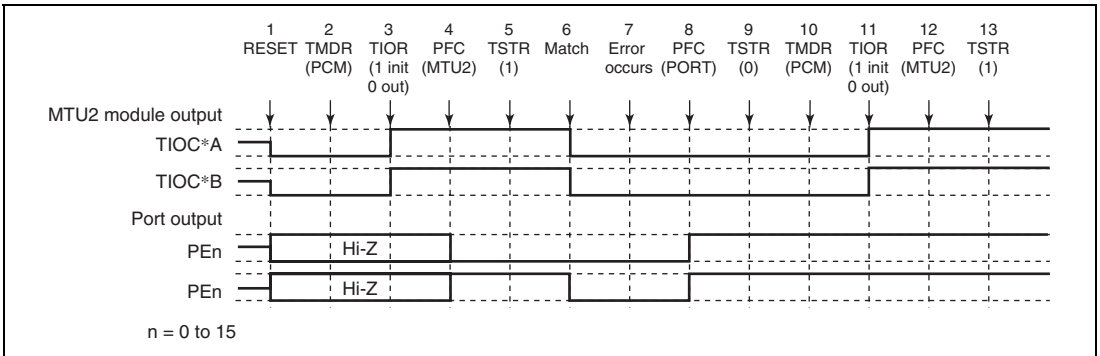 1 2 3 4 5 6 7 8 9 10 11 12 13
RESET TMDR TIOR PFC TSTR Match Error PFC TSTR TMDR TIOR PFC TSTR
(PCM) (1 init (MTU2) (1) occurs (PORT) (0) (PCM) (1 init (MTU2) (1)
0 out) 0 out)
MTU2 module output
TIOC*A
TIOC*B
Port output
PEn Hi-Z
PEn Hi-Z
n = 0 to 15